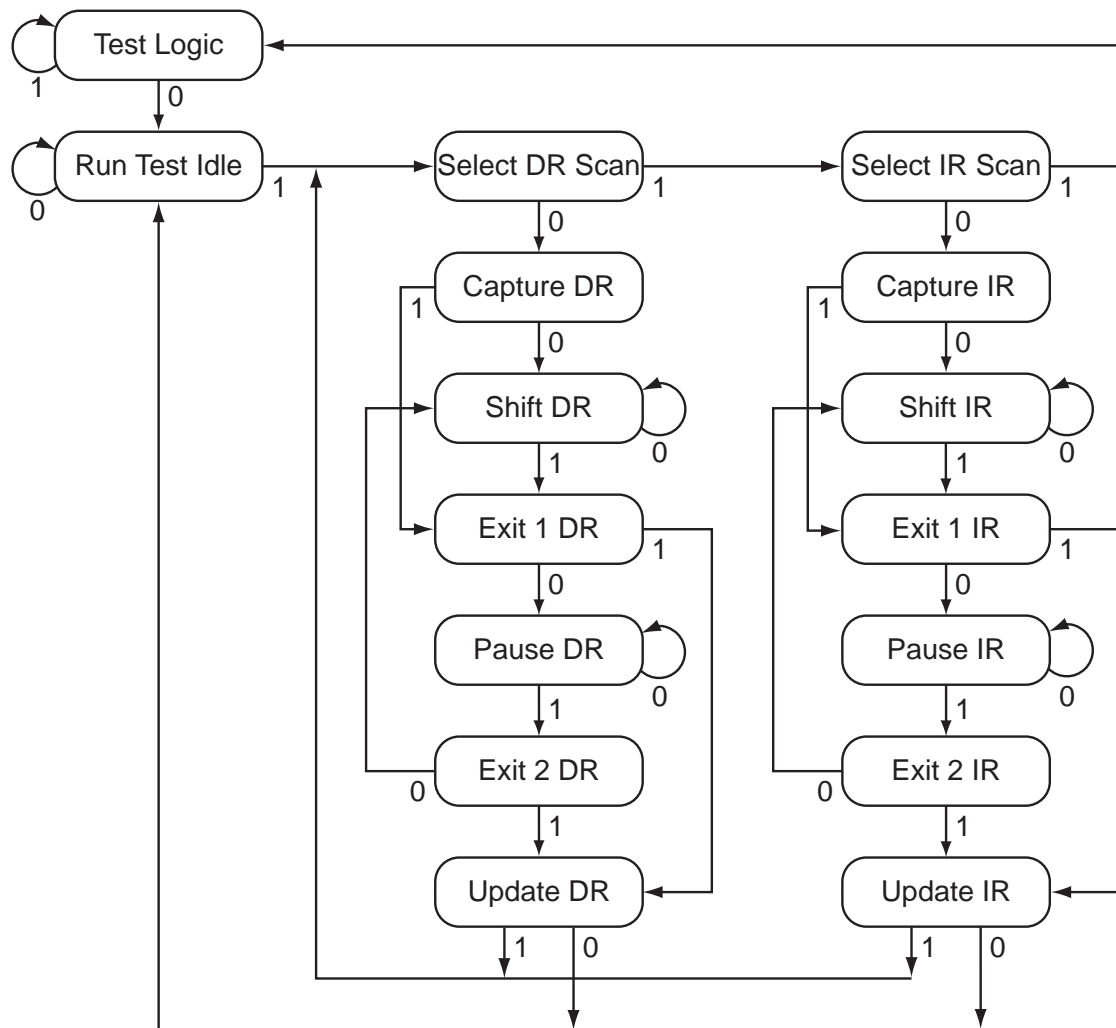 Test Logic
1
0
Run Test Idle
0
1
Select DR Scan
1
0
Select IR Scan
1
0
Capture DR
1
0
Capture IR
1
0
Shift DR
0
1
Shift IR
0
1
Exit 1 DR
1
0
Exit 1 IR
1
0
Pause DR
0
1
Pause IR
0
1
Exit 2 DR
0
1
Exit 2 IR
0
1
Update DR
1
0
Update IR
1
0